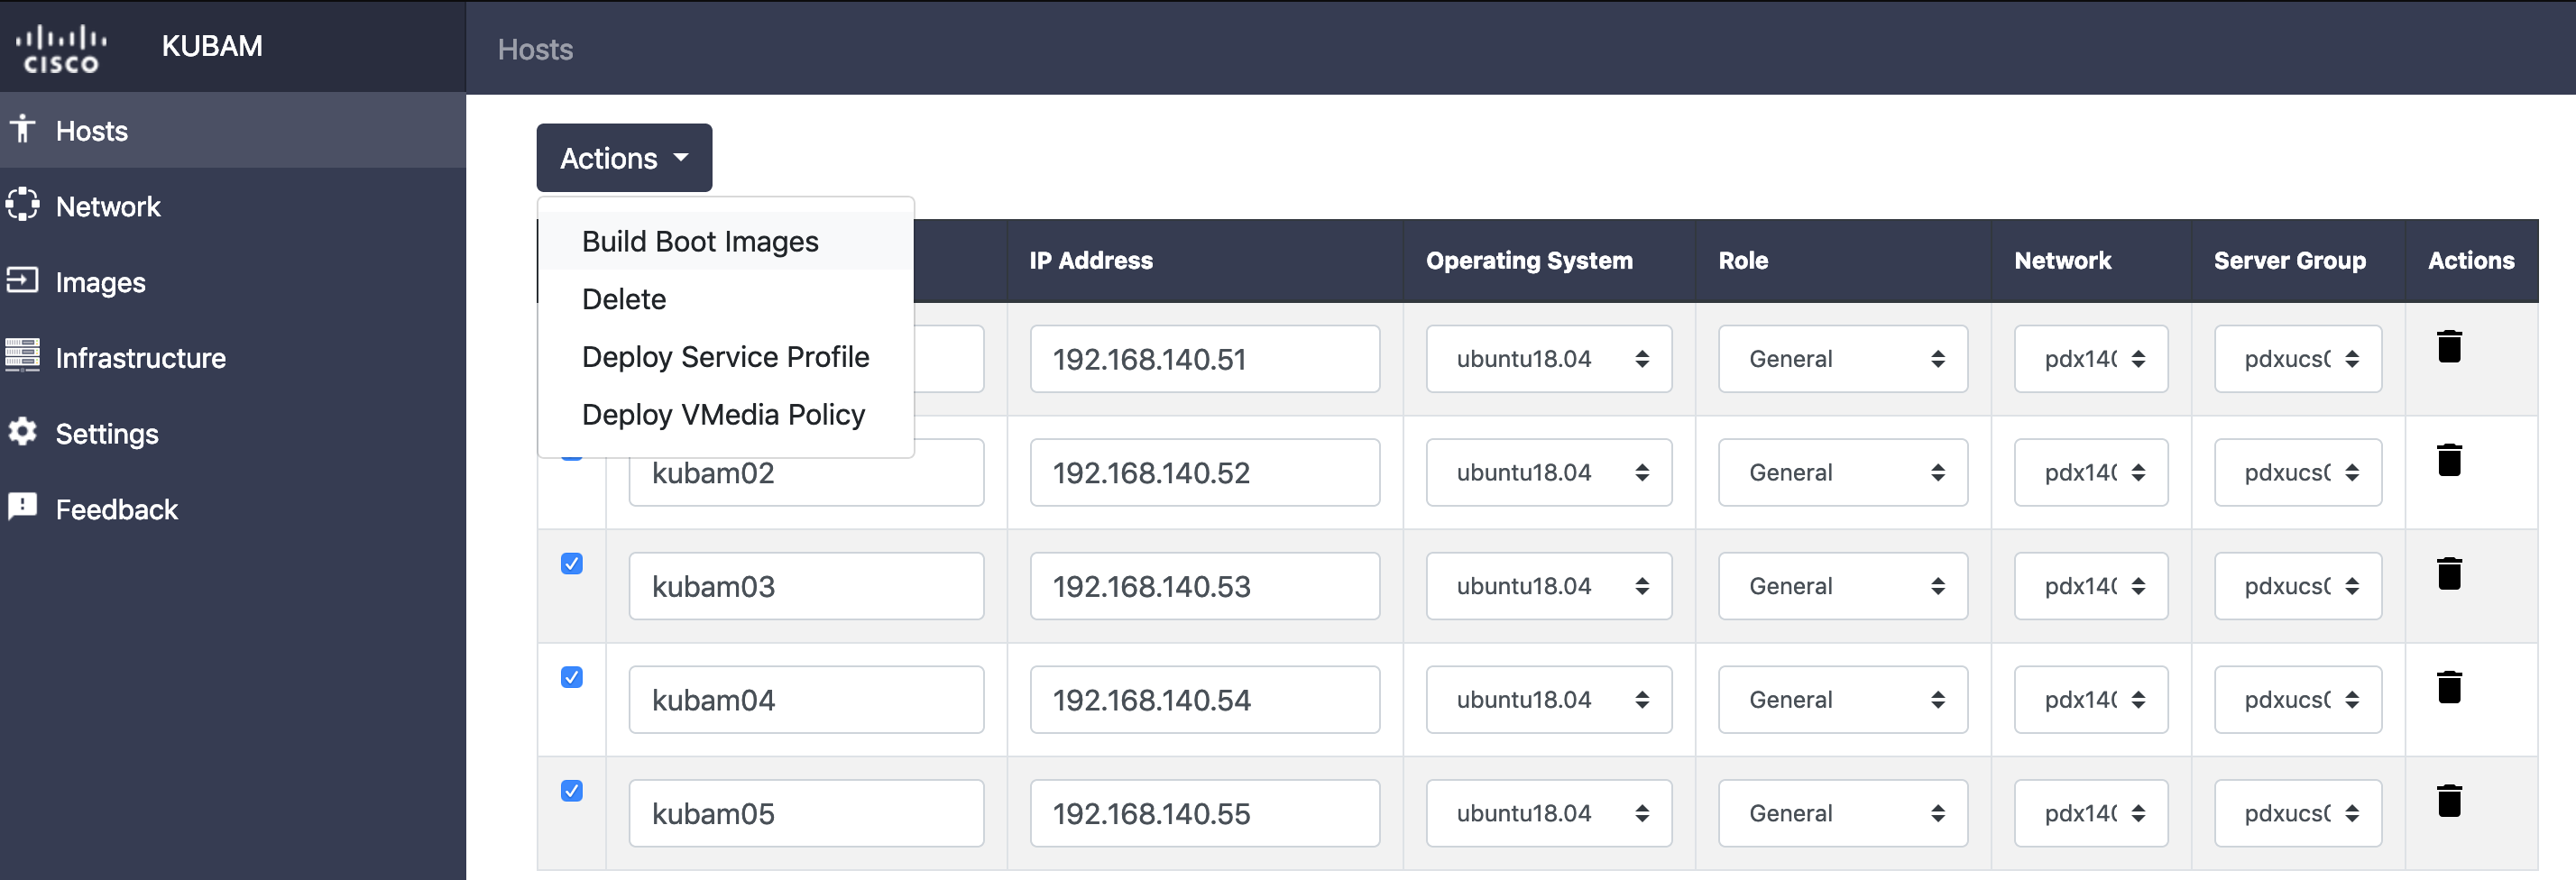 CISCO KUBAM
Hosts
Hosts
Network
Images
Infrastructure
Settings
Feedback
Actions
Build Boot Images
Delete
Deploy Service Profile
Deploy VMedia Policy
IP Address Operating System Role Network Server Group Actions
192.168.140.51 ubuntu18.04 General pdx14 pdxucs
kubam02 192.168.140.52 ubuntu18.04 General pdx14 pdxucs
kubam03 192.168.140.53 ubuntu18.04 General pdx14 pdxucs
kubam04 192.168.140.54 ubuntu18.04 General pdx14 pdxucs
kubam05 192.168.140.55 ubuntu18.04 General pdx14 pdxucs